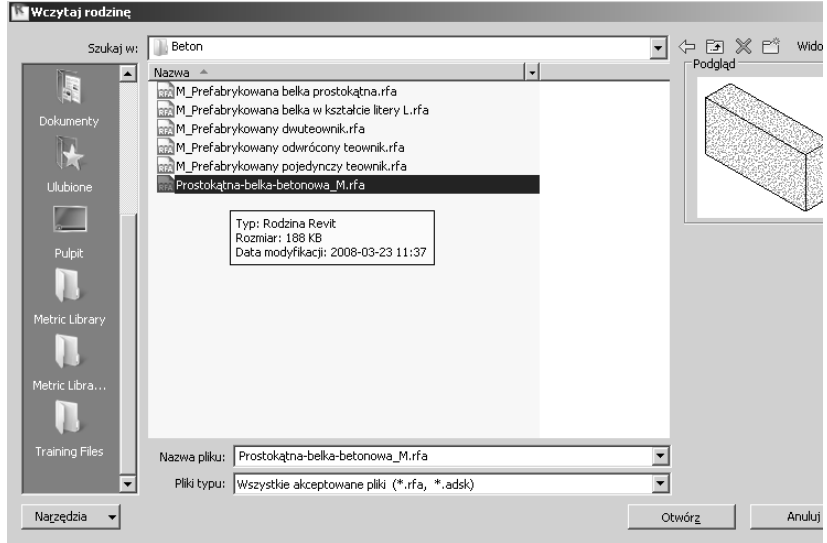 Wczytaj rodzinę
Szukaj w:
Beton
Wido
Podgląd
Nazwa
M_Prefabrykowana belka prostokątna.rfa
M_Prefabrykowana belka w kształcie litery L.rfa
M_Prefabrykowany dwuteownik.rfa
M_Prefabrykowany odwrócony teownik.rfa
M_Prefabrykowany pojedynczy teownik.rfa
Prostokątna-belka-betonowa_M.rfa
Typ: Rodzina Revit
Rozmiar: 188 KB
Data modyfikacji: 2008-03-23 11:37
Dokumenty
Ulubione
Pulpit
Metric Library
Metric Libra...
Training Files
Nazwa pliku: Prostokątna-belka-betonowa_M.rfa
Pliki typu: Wszystkie akceptowane pliki (*.rfa, *.adsk)
Narzędzia
Otwórz
Anuluj